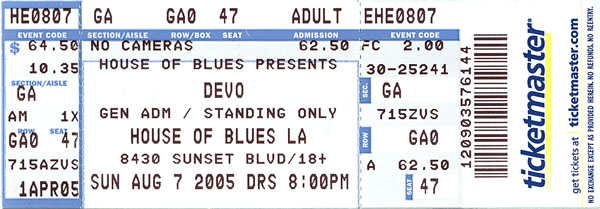 HE0807 GA GA0 47 ADULT EHE0807
EVENT CODE SECTION/AISLE ROW/BOX SEAT ADMISSION EVENT CODE
$ 64.50 NO CAMERAS 62.50 FC 2.00
10.35 HOUSE OF BLUES PRESENTS 30-25241
SECTION/AISLE
GA DEVO SEC. GA
AM 1X GEN ADM / STANDING ONLY 715ZVS
ROW SEAT
GA0 47 HOUSE OF BLUES LA ROW GA0
715AZVS 8430 SUNSET BLVD/18+ A 62.50
1APR05 SUN AUG 7 2005 DRS 8:00PM SEAT 47
120903576144
ticketmaster
get tickets at ticketmaster.com
NO EXCHANGE EXCEPT AS PROVIDED HEREIN. NO REFUNDS. NO REENTRY.